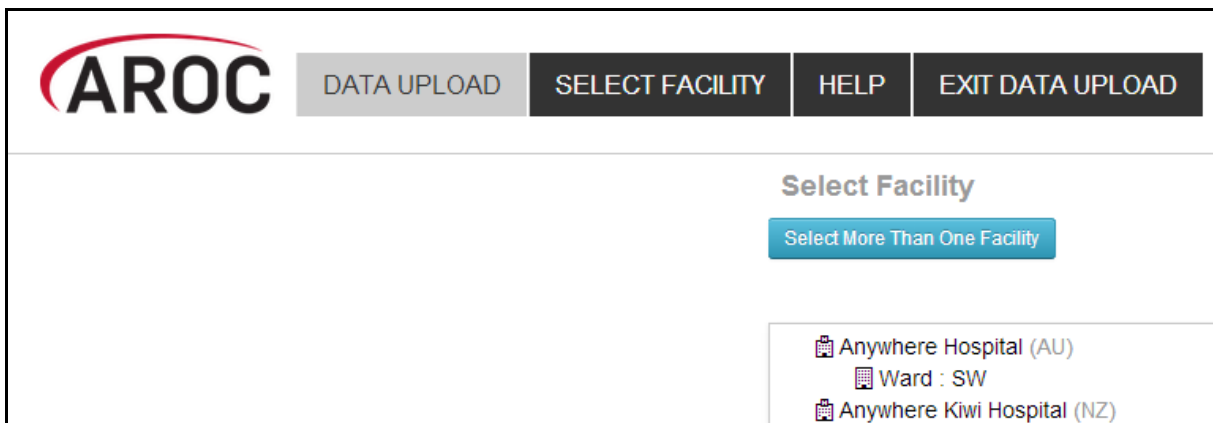 AROC DATA UPLOAD SELECT FACILITY HELP EXIT DATA UPLOAD
Select Facility
Select More Than One Facility
Anywhere Hospital (AU)
Ward : SW
Anywhere Kiwi Hospital (NZ)